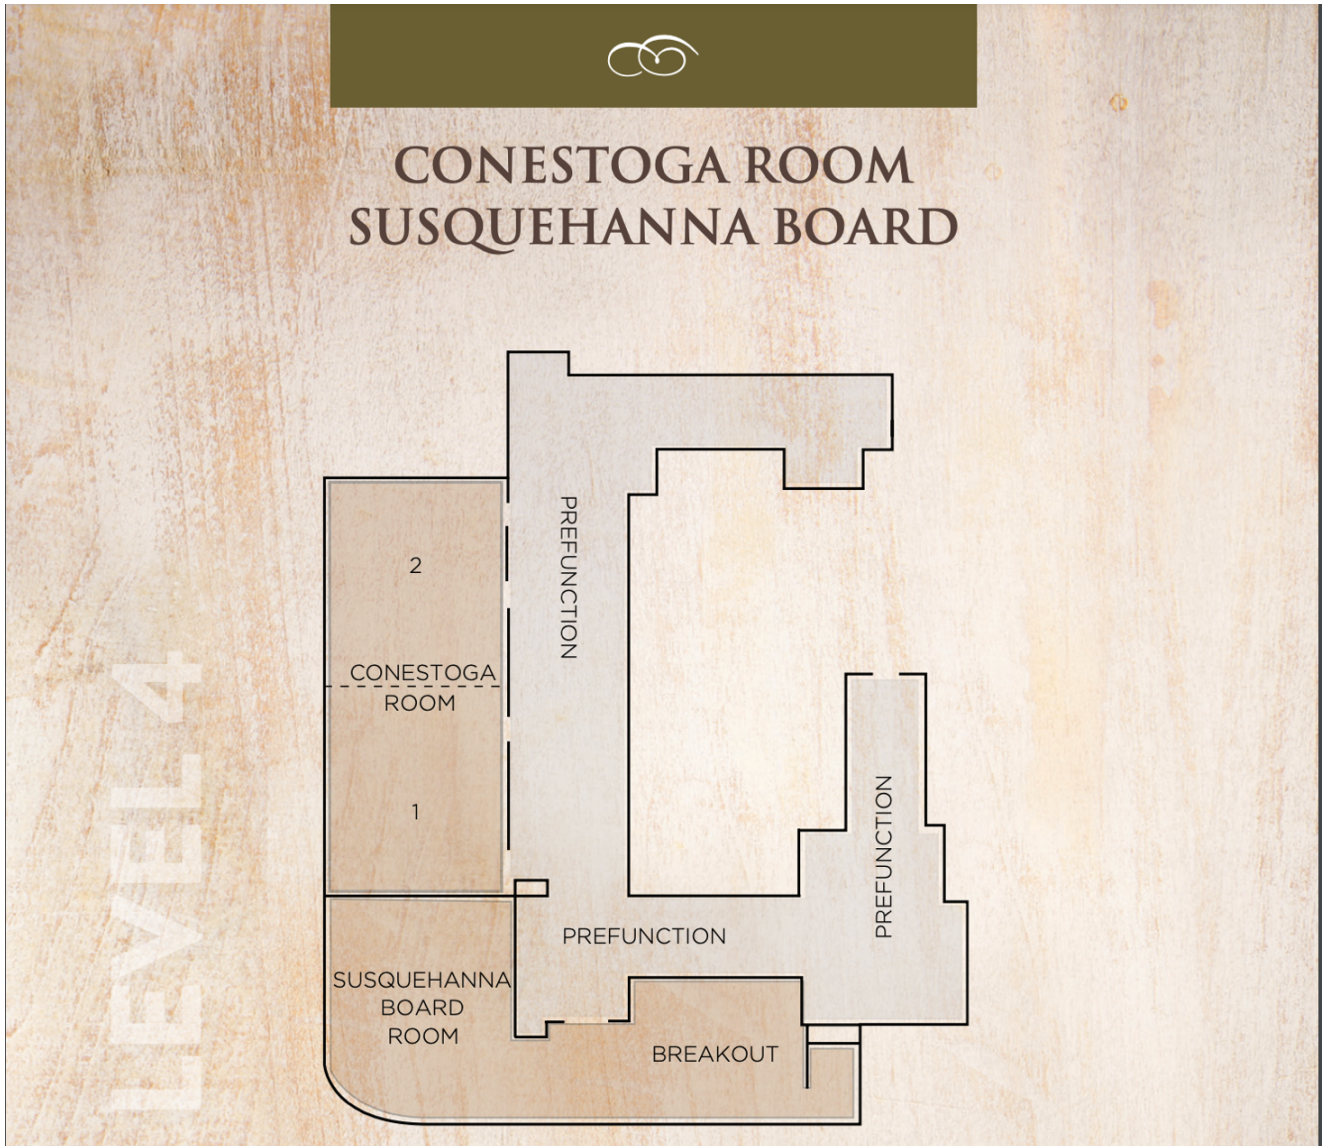 CONESTOGA ROOM
SUSQUEHANNA BOARD
PREFUNCTION
2
CONESTOGA
ROOM
1
LEVEL 4
PREFUNCTION
PREFUNCTION
SUSQUEHANNA
BOARD
ROOM
BREAKOUT